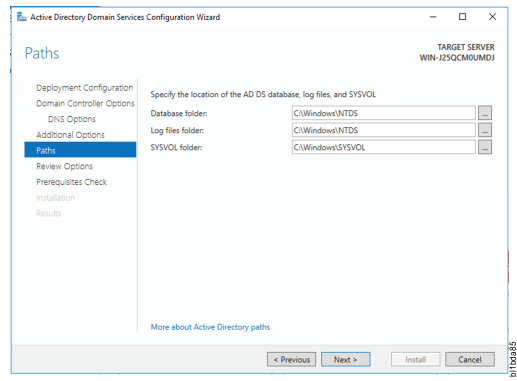 Active Directory Domain Services Configuration Wizard
Paths
TARGET SERVER
WIN-J25QCM0UMDJ
Deployment Configuration
Domain Controller Options
DNS Options
Additional Options
Paths
Review Options
Prerequisites Check
Installation
Results
Specify the location of the AD DS database, log files, and SYSVOL
Database folder:
C:\Windows\NTDS
...
Log files folder:
C:\Windows\NTDS
...
SYSVOL folder:
C:\Windows\SYSVOL
...
More about Active Directory paths
< Previous
Next >
Install
Cancel
bl1bda85